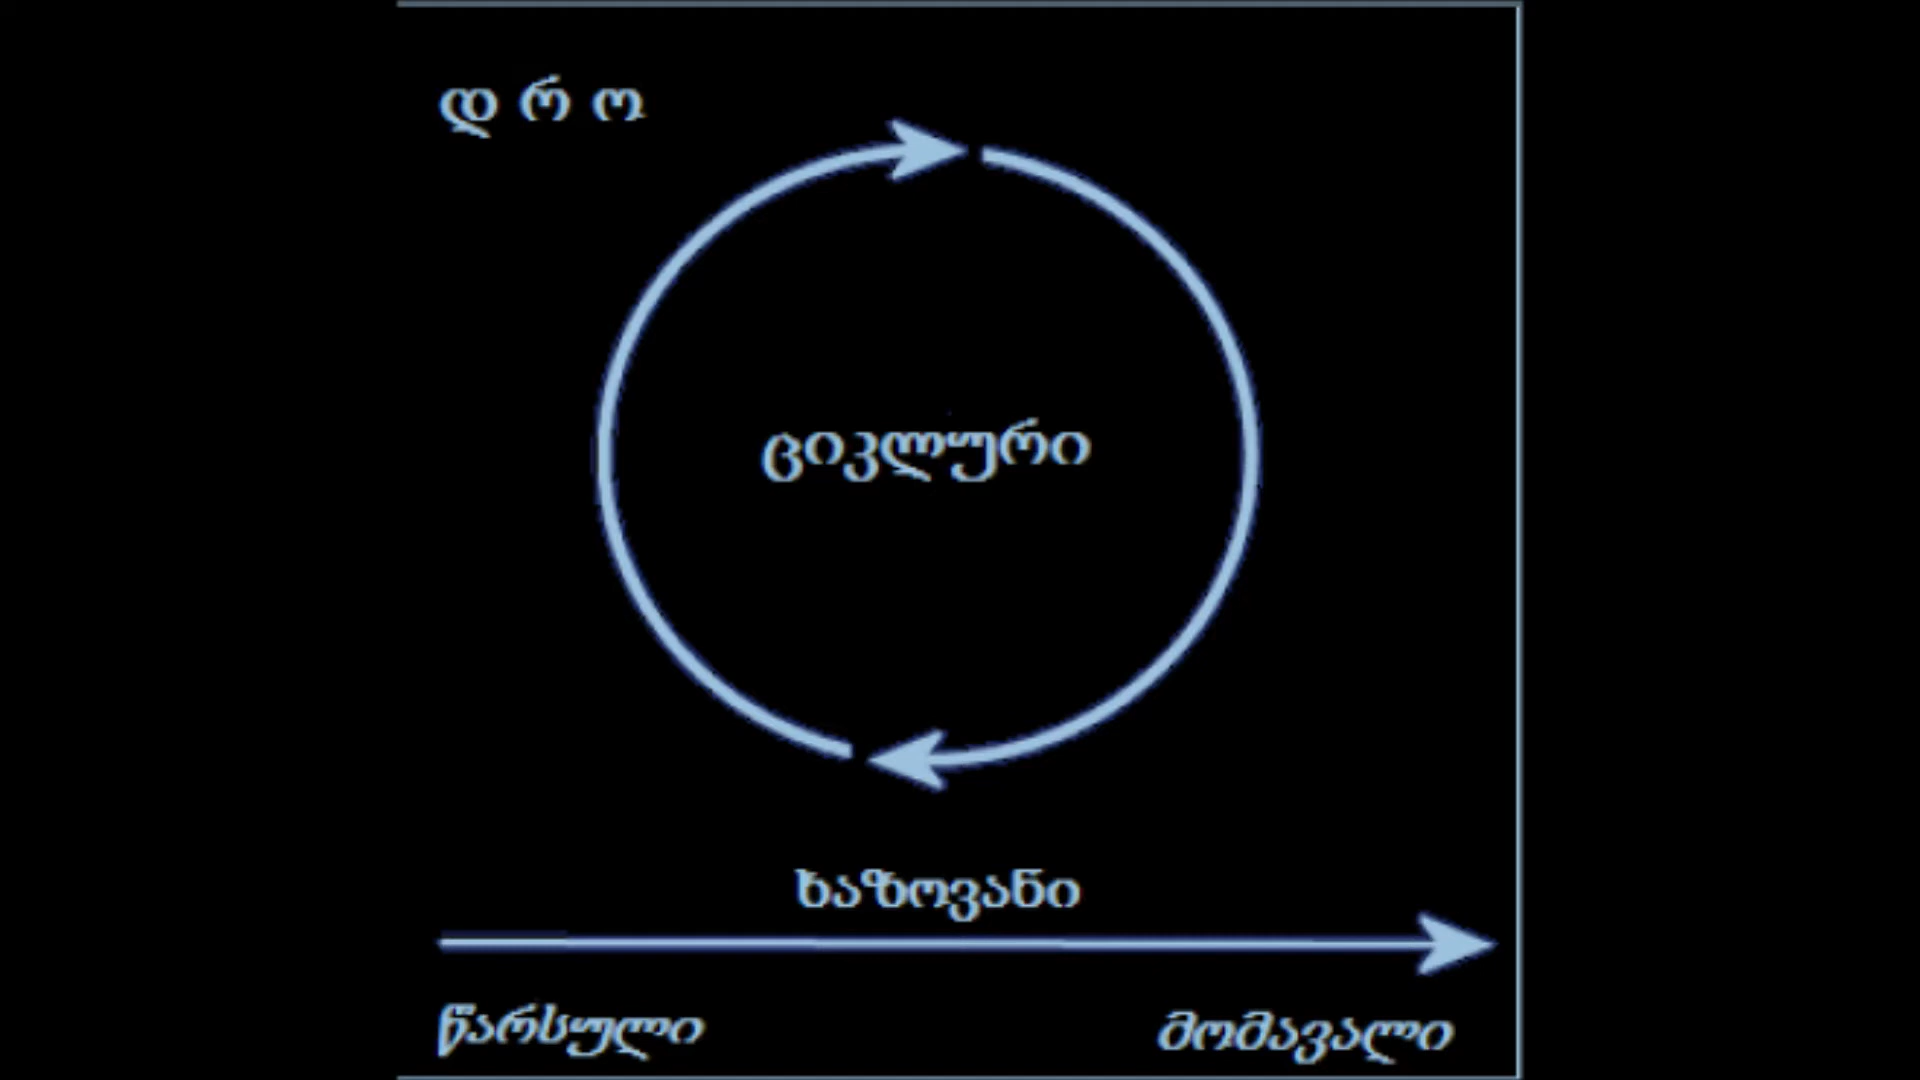 დ რ ო
ციკლური
ხაზოვანი
წარსული
მომავალი